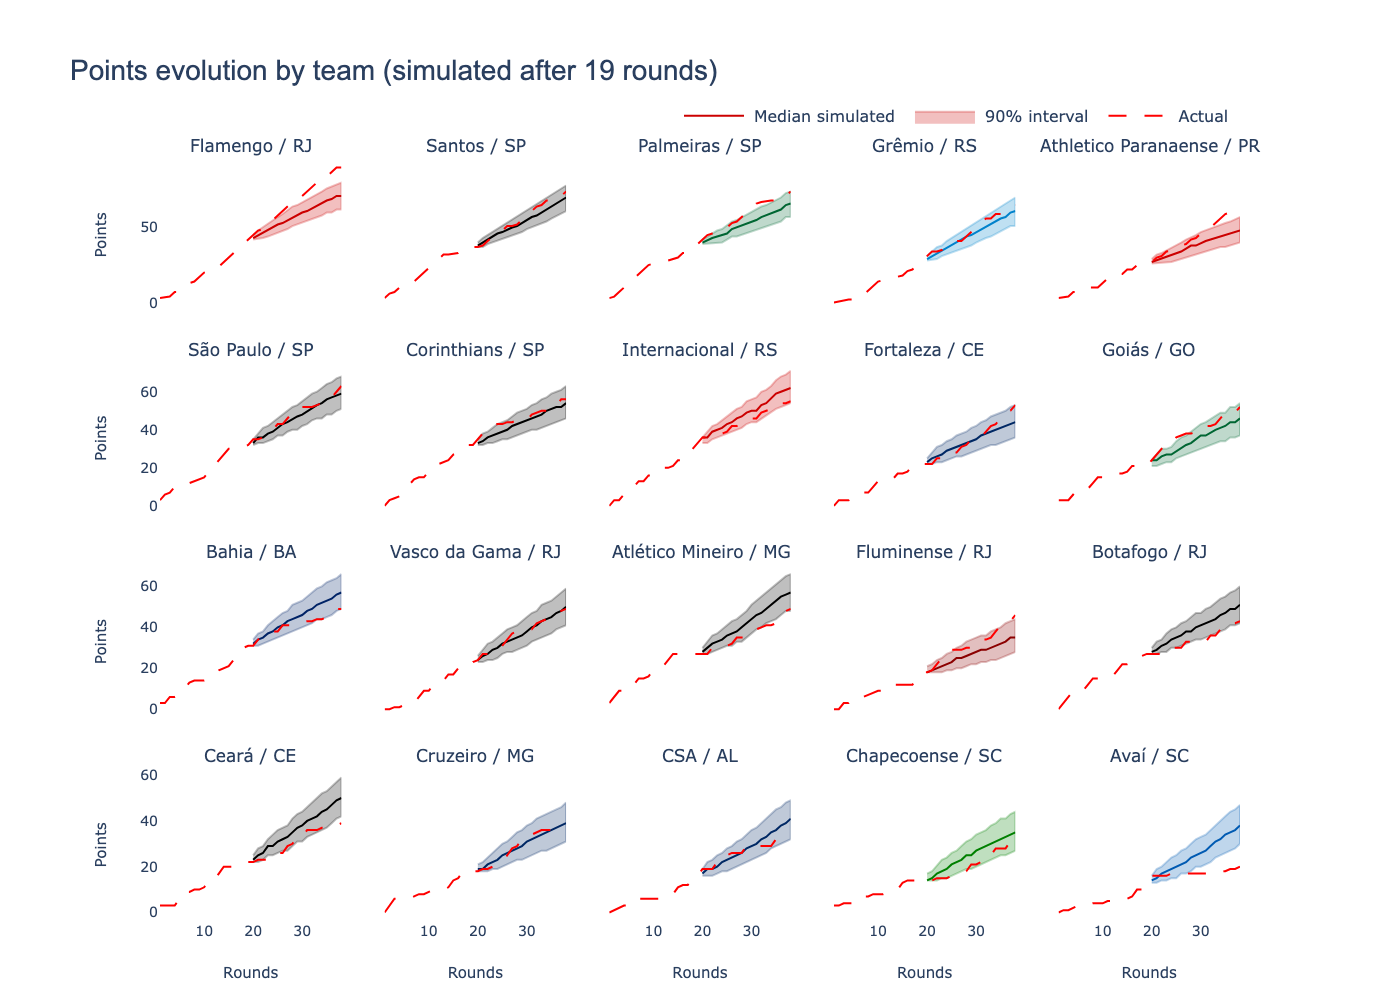 Points evolution by team (simulated after 19 rounds)
Median simulated 90% interval Actual
Flamengo / RJ Santos / SP Palmeiras / SP Grêmio / RS Athletico Paranaense / PR
Points
50
0
São Paulo / SP Corinthians / SP Internacional / RS Fortaleza / CE Goiás / GO
Points
60
40
20
0
Bahia / BA Vasco da Gama / RJ Atlético Mineiro / MG Fluminense / RJ Botafogo / RJ
Points
60
40
20
0
Ceará / CE Cruzeiro / MG CSA / AL Chapecoense / SC Avaí / SC
Points
60
40
20
0
10 20 30 10 20 30 10 20 30 10 20 30 10 20 30
Rounds Rounds Rounds Rounds Rounds